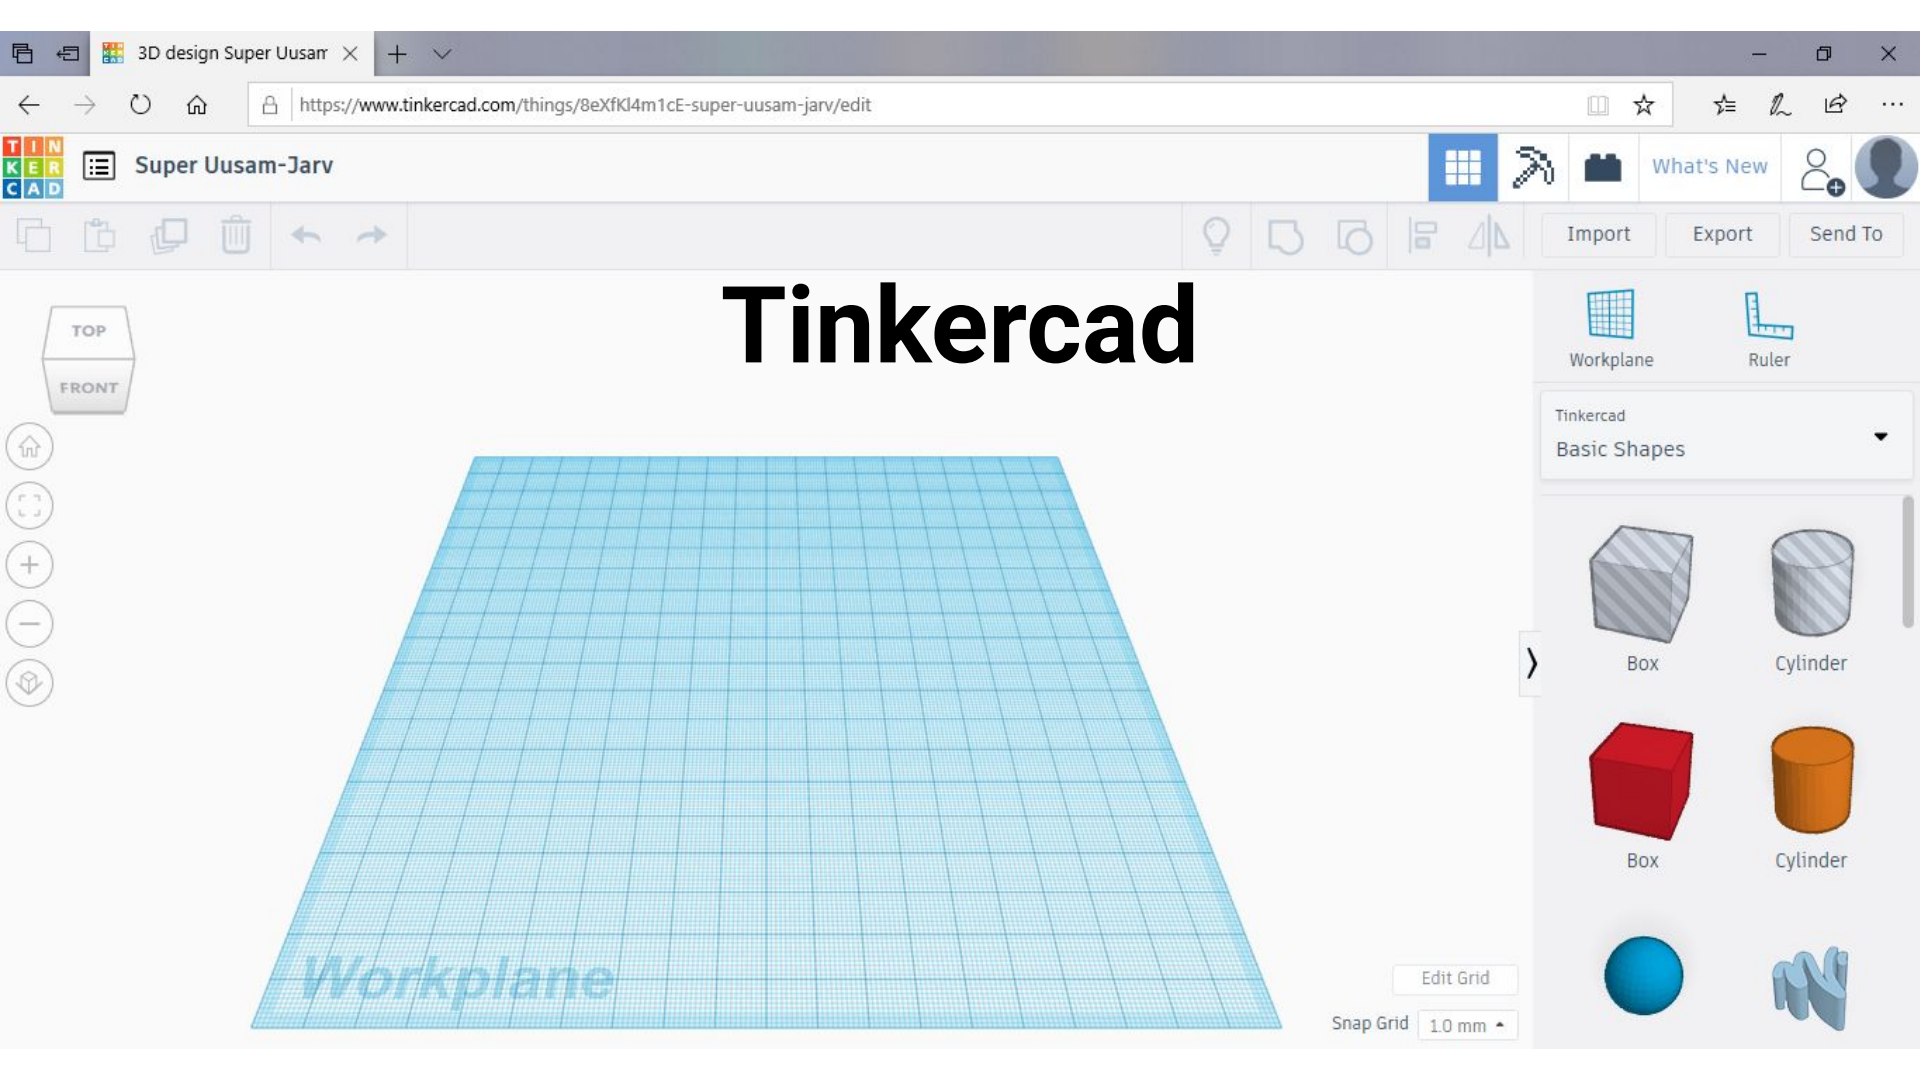 3D design Super Uusam
https://www.tinkercad.com/things/8eXfKl4m1cE-super-uusam-jarv/edit
TIN
KER
CAD
Super Uusam-Jarv
What's New
Import
Export
Send To
Tinkercad
TOP
FRONT
Workplane
Ruler
Tinkercad
Basic Shapes
Box
Cylinder
Box
Cylinder
Workplane
Edit Grid
Snap Grid
1.0 mm